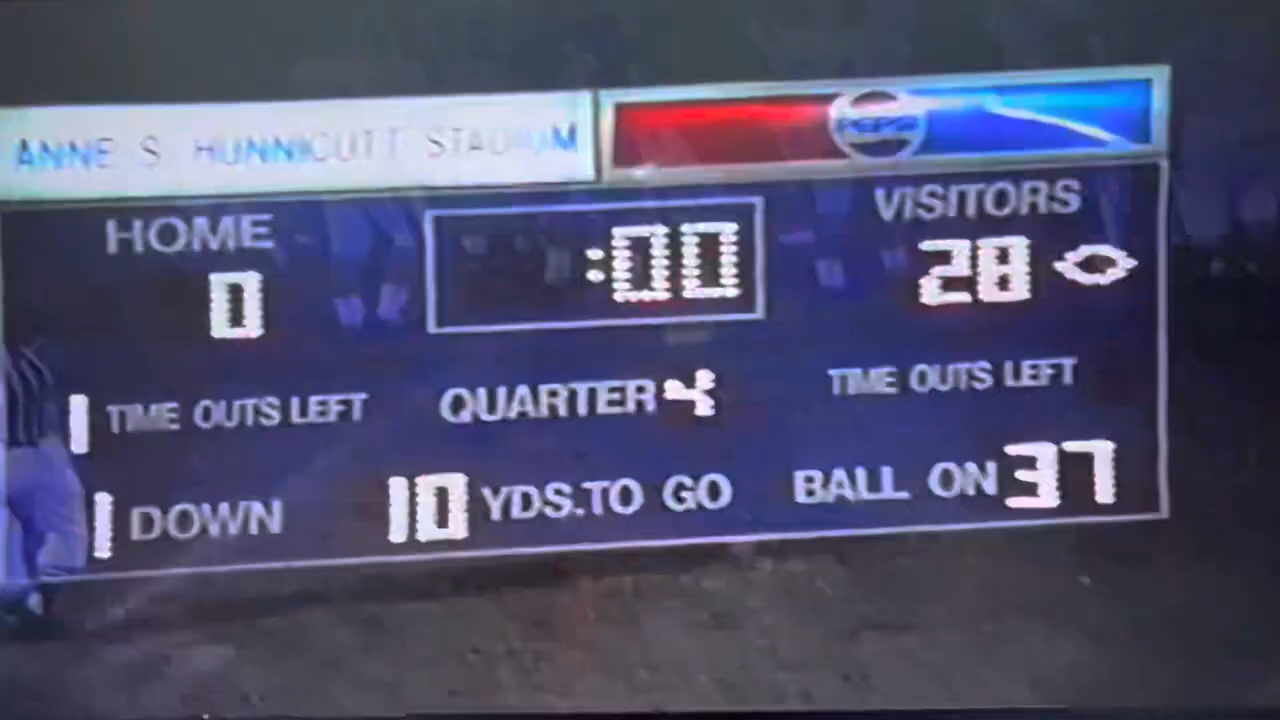 ANNE S. HUNNICUTT STADIUM
PEPSI
HOME :00 VISITORS
0 28
1 TIME OUTS LEFT QUARTER 4 TIME OUTS LEFT
1 DOWN 10 YDS.TO GO BALL ON 37